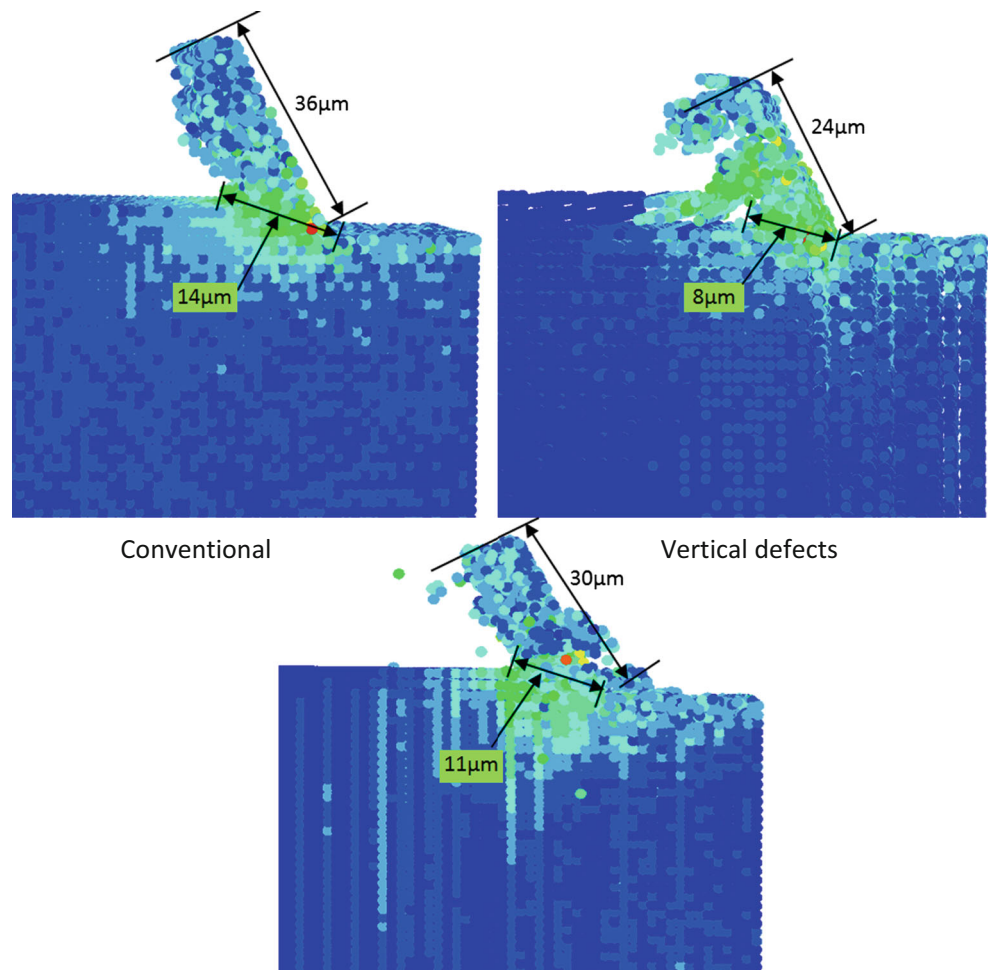 36μm
24μm
14μm
8μm
Conventional
Vertical defects
30μm
11μm